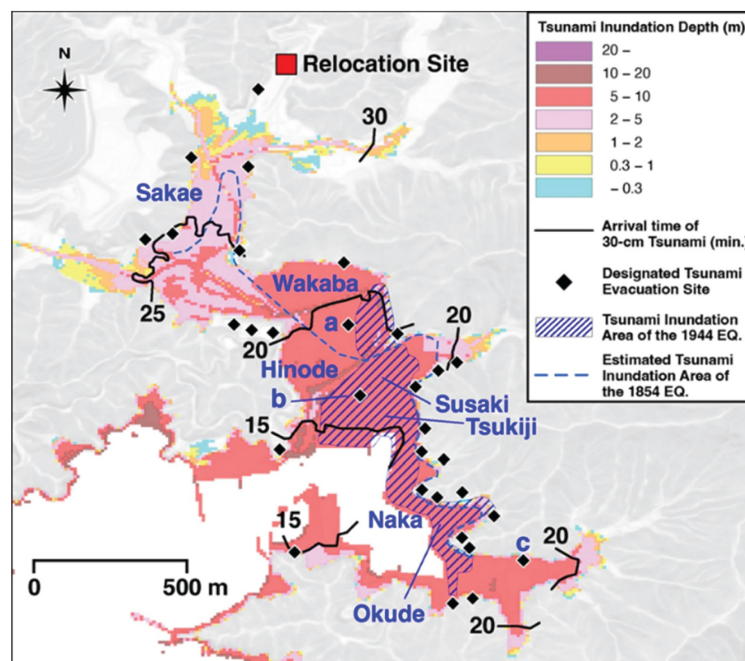 N
Relocation Site
30
Sakae
25
Wakaba
a
20
20
Hinode
b
Susaki
Tsukiji
15
Naka
15
c
20
Okude
20
0
500 m
Tsunami Inundation Depth (m)
20 -
10 - 20
5 - 10
2 - 5
1 - 2
0.3 - 1
- 0.3
Arrival time of
30-cm Tsunami (min.)
Designated Tsunami
Evacuation Site
Tsunami Inundation
Area of the 1944 EQ.
Estimated Tsunami
Inundation Area of
the 1854 EQ.